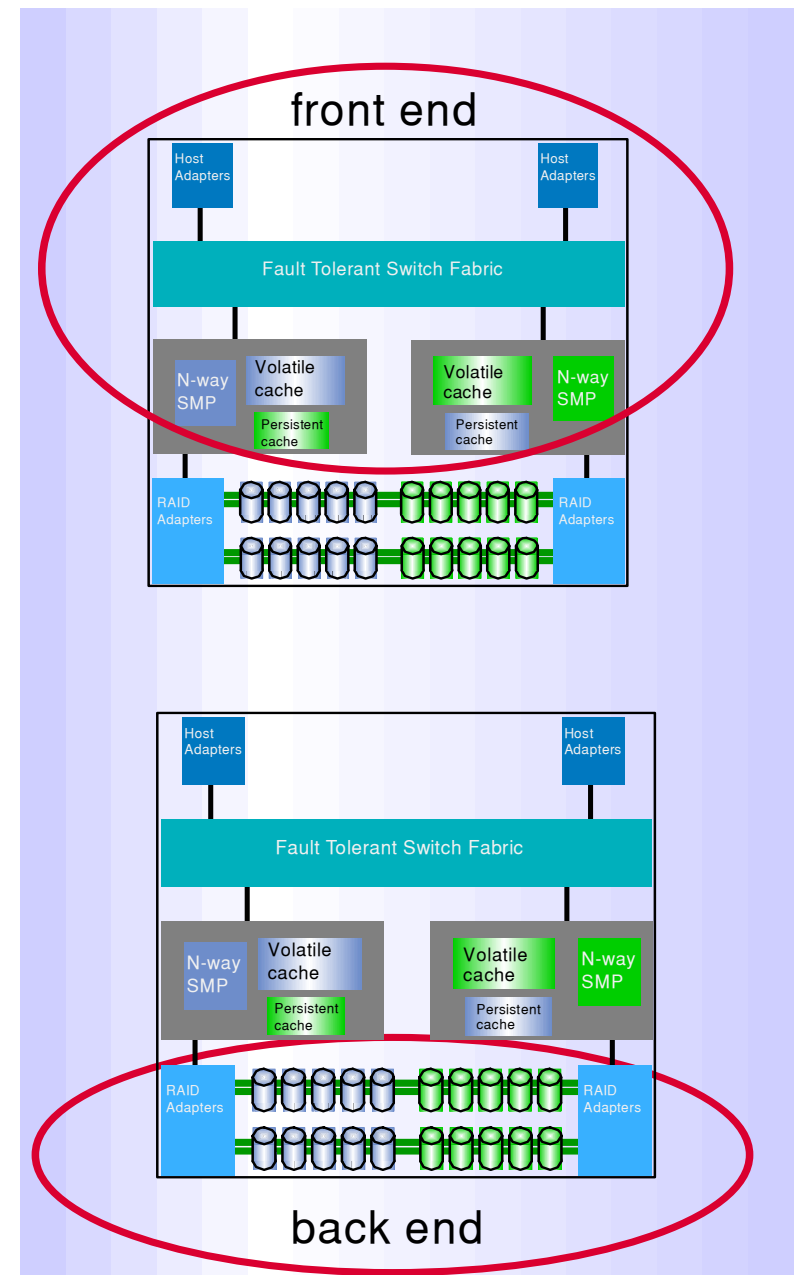 front end
Host
Adapters
Host
Adapters
Fault Tolerant Switch Fabric
N-way
SMP
Volatile
cache
Persistent
cache
Volatile
cache
Persistent
cache
N-way
SMP
RAID
Adapters
RAID
Adapters
Host
Adapters
Host
Adapters
Fault Tolerant Switch Fabric
N-way
SMP
Volatile
cache
Persistent
cache
Volatile
cache
Persistent
cache
N-way
SMP
RAID
Adapters
RAID
Adapters
back end